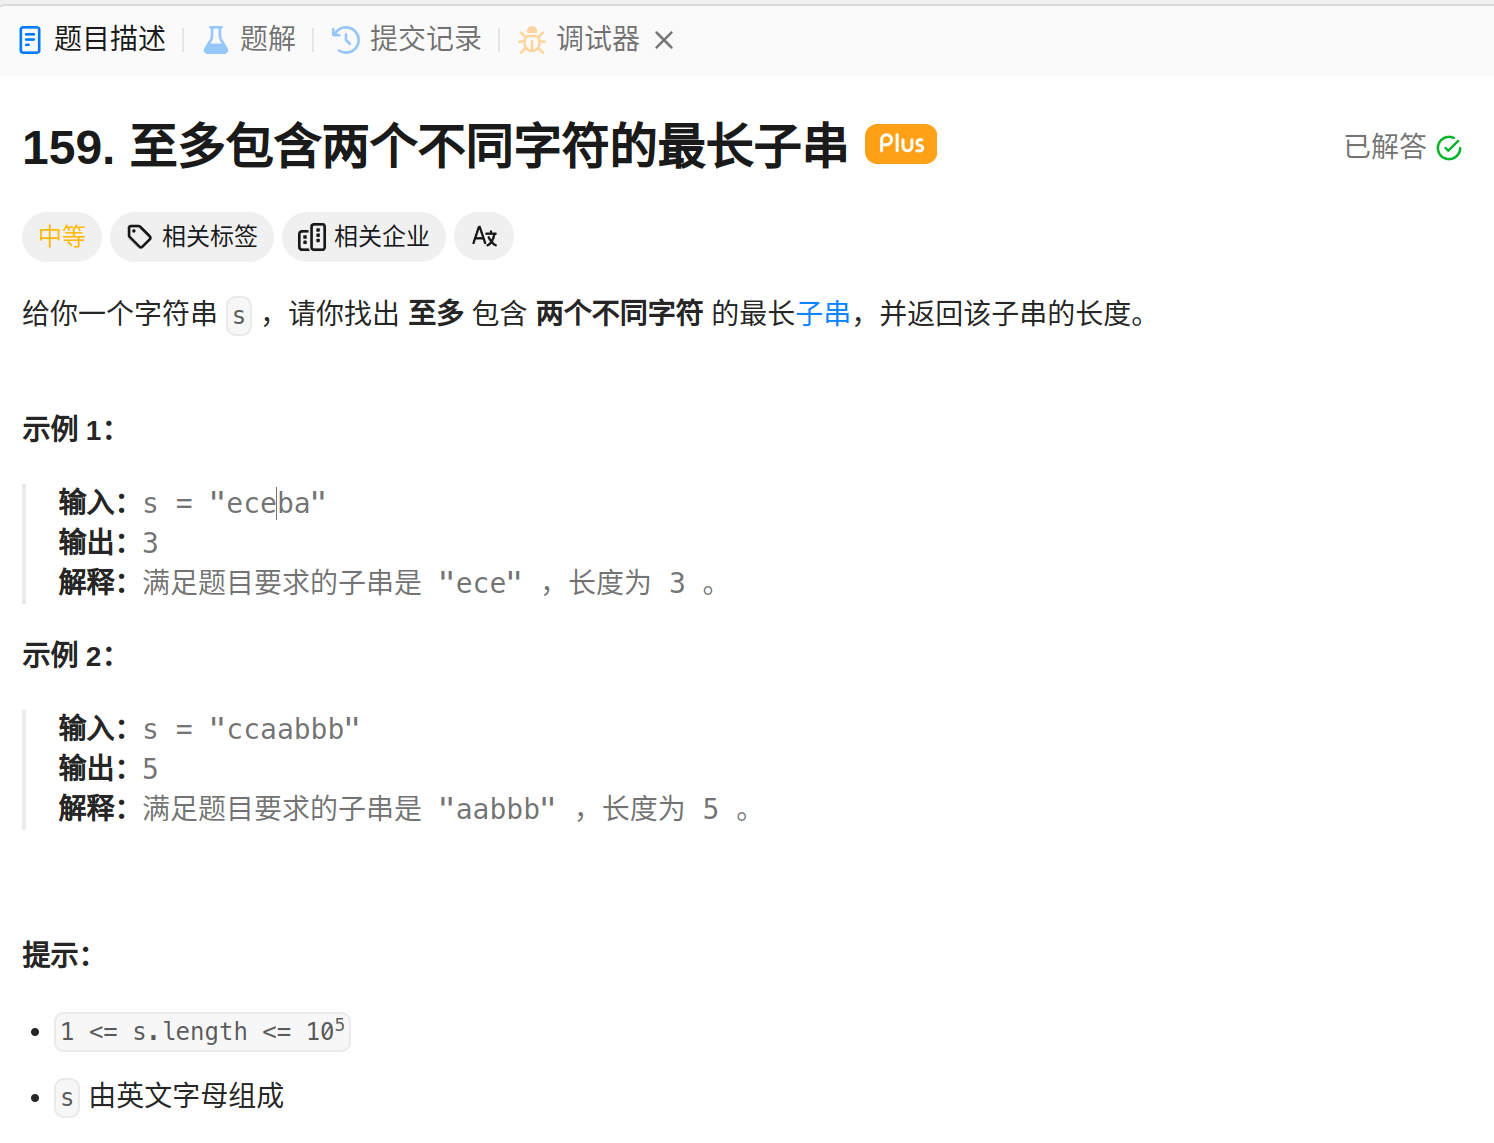 题目描述 题解 提交记录 调试器
159. 至多包含两个不同字符的最长子串 Plus 已解答
中等 相关标签 相关企业
给你一个字符串 s ，请你找出 至多 包含 两个不同字符 的最长子串，并返回该子串的长度。
示例 1：
输入：s = "eceba"
输出：3
解释：满足题目要求的子串是 "ece" ，长度为 3 。
示例 2：
输入：s = "ccaabbb"
输出：5
解释：满足题目要求的子串是 "aabbb" ，长度为 5 。
提示：
1 <= s.length <= 10⁵
s 由英文字母组成